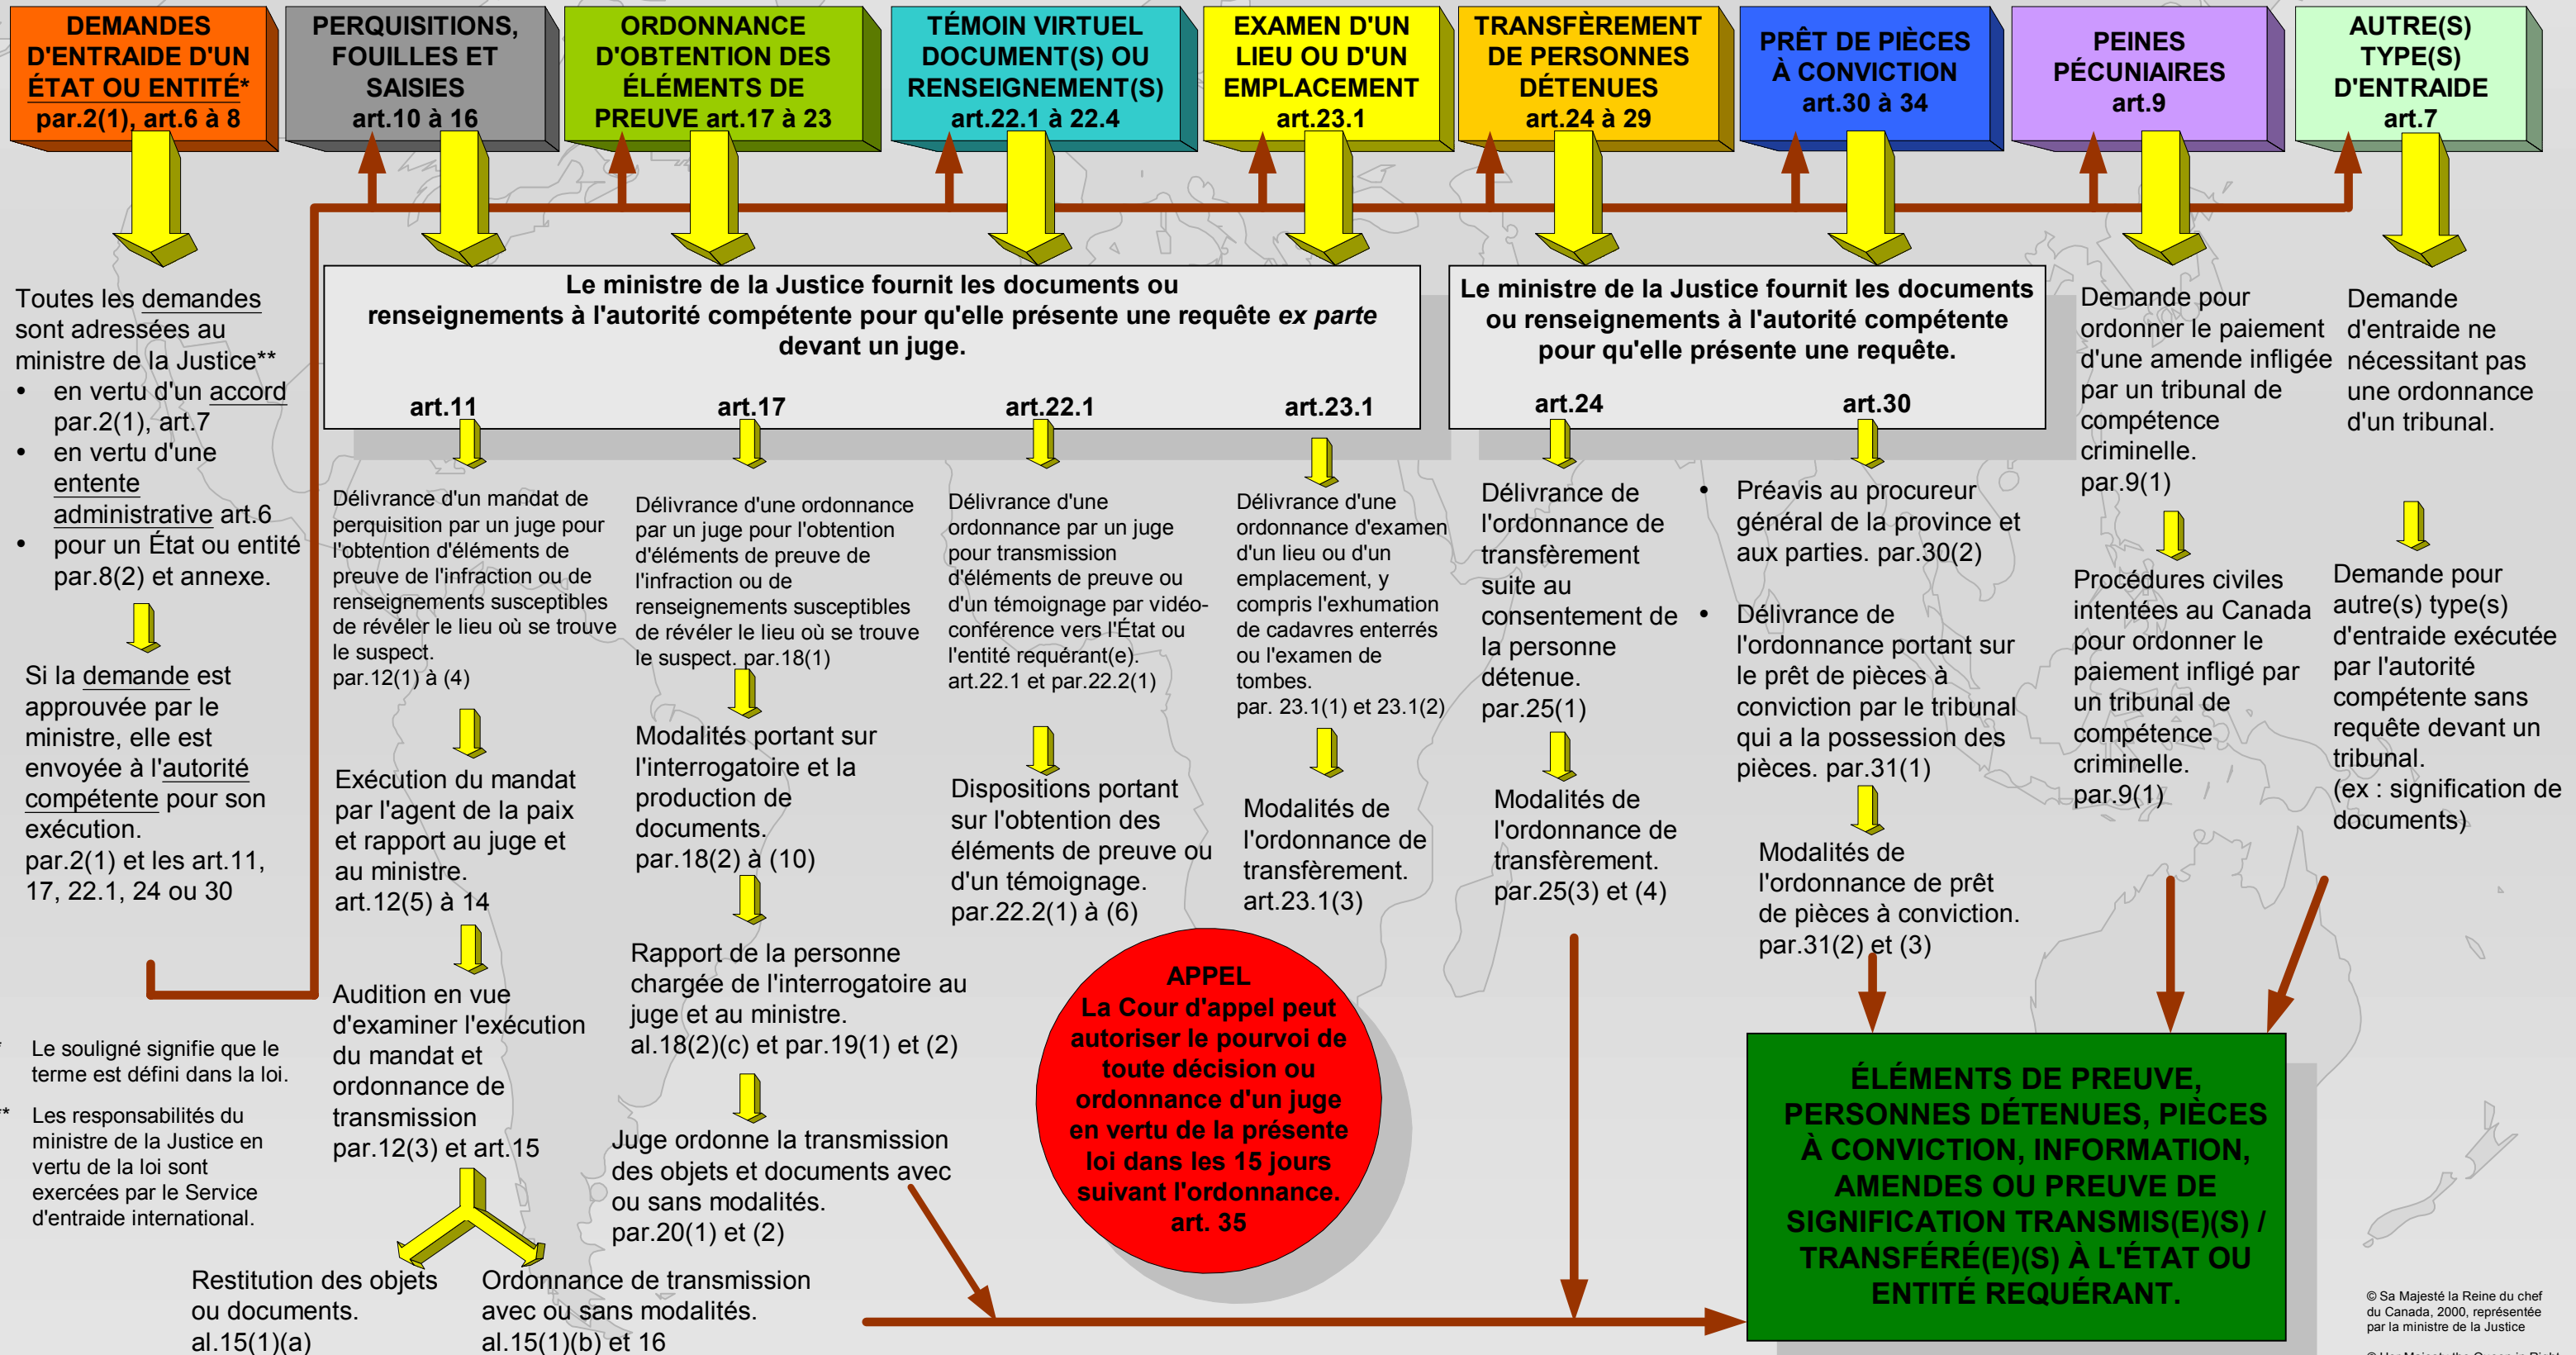 DEMANDES
D'ENTRAIDE D'UN
ÉTAT OU ENTITÉ*
par.2(1), art.6 à 8
PERQUISITIONS,
FOUILLES ET
SAISIES
art.10 à 16
ORDONNANCE
D'OBTENTION DES
ÉLÉMENTS DE
PREUVE art.17 à 23
TÉMOIN VIRTUEL
DOCUMENT(S) OU
RENSEIGNEMENT(S)
art.22.1 à 22.4
EXAMEN D'UN
LIEU OU D'UN
EMPLACEMENT
art.23.1
TRANSFÈREMENT
DE PERSONNES
DÉTENUES
art.24 à 29
PRÊT DE PIÈCES
À CONVICTION
art.30 à 34
PEINES
PÉCUNIAIRES
art.9
AUTRE(S)
TYPE(S)
D'ENTRAIDE
art.7
Toutes les demandes
sont adressées au
ministre de la Justice**
• en vertu d'un accord
par.2(1), art.7
• en vertu d'une
entente
administrative art.6
• pour un État ou entité
par.8(2) et annexe.
Si la demande est
approuvée par le
ministre, elle est
envoyée à l'autorité
compétente pour son
exécution.
par.2(1) et les art.11,
17, 22.1, 24 ou 30
* Le souligné signifie que le
terme est défini dans la loi.
** Les responsabilités du
ministre de la Justice en
vertu de la loi sont
exercées par le Service
d'entraide international.
Le ministre de la Justice fournit les documents ou
renseignements à l'autorité compétente pour qu'elle présente une requête ex parte
devant un juge.
art.11 art.17 art.22.1 art.23.1
Délivrance d'un mandat de
perquisition par un juge pour
l'obtention d'éléments de
preuve de l'infraction ou de
renseignements susceptibles
de révéler le lieu où se trouve
le suspect.
par.12(1) à (4)
Exécution du mandat
par l'agent de la paix
et rapport au juge et
au ministre.
art.12(5) à 14
Audition en vue
d'examiner l'exécution
du mandat et
ordonnance de
transmission
par.12(3) et art.15
Restitution des objets
ou documents.
al.15(1)(a)
Ordonnance de transmission
avec ou sans modalités.
al.15(1)(b) et 16
Délivrance d'une ordonnance
par un juge pour l'obtention
d'éléments de preuve de
l'infraction ou de
renseignements susceptibles
de révéler le lieu où se trouve
le suspect. par.18(1)
Modalités portant sur
l'interrogatoire et la
production de
documents.
par.18(2) à (10)
Rapport de la personne
chargée de l'interrogatoire au
juge et au ministre.
al.18(2)(c) et par.19(1) et (2)
Juge ordonne la transmission
des objets et documents avec
ou sans modalités.
par.20(1) et (2)
Délivrance d'une
ordonnance par un juge
pour transmission
d'éléments de preuve ou
d'un témoignage par vidéo-
conférence vers l'État ou
l'entité requérant(e).
art.22.1 et par.22.2(1)
Dispositions portant
sur l'obtention des
éléments de preuve ou
d'un témoignage.
par.22.2(1) à (6)
Délivrance d'une
ordonnance d'examen
d'un lieu ou d'un
emplacement, y
compris l'exhumation
de cadavres enterrés
ou l'examen de
tombes.
par. 23.1(1) et 23.1(2)
Modalités de
l'ordonnance de
transfèrement.
art.23.1(3)
APPEL
La Cour d'appel peut
autoriser le pourvoi de
toute décision ou
ordonnance d'un juge
en vertu de la présente
loi dans les 15 jours
suivant l'ordonnance.
art. 35
Le ministre de la Justice fournit les documents
ou renseignements à l'autorité compétente
pour qu'elle présente une requête.
art.24 art.30
Délivrance de
l'ordonnance de
transfèrement
suite au
consentement de
la personne
détenue.
par.25(1)
Modalités de
l'ordonnance de
transfèrement.
par.25(3) et (4)
• Préavis au procureur
général de la province et
aux parties. par.30(2)
• Délivrance de
l'ordonnance portant sur
le prêt de pièces à
conviction par le tribunal
qui a la possession des
pièces. par.31(1)
Modalités de
l'ordonnance de prêt
de pièces à conviction.
par.31(2) et (3)
Demande pour
ordonner le paiement
d'une amende infligée
par un tribunal de
compétence
criminelle.
par.9(1)
Procédures civiles
intentées au Canada
pour ordonner le
paiement infligé par
un tribunal de
compétence
criminelle.
par.9(1)
Demande
d'entraide ne
nécessitant pas
une ordonnance
d'un tribunal.
Demande pour
autre(s) type(s)
d'entraide exécutée
par l'autorité
compétente sans
requête devant un
tribunal.
(ex : signification de
documents)
ÉLÉMENTS DE PREUVE,
PERSONNES DÉTENUES, PIÈCES
À CONVICTION, INFORMATION,
AMENDES OU PREUVE DE
SIGNIFICATION TRANSMIS(E)(S) /
TRANSFÉRÉ(E)(S) À L'ÉTAT OU
ENTITÉ REQUÉRANT.
© Sa Majesté la Reine du chef
du Canada, 2000, représentée
par la ministre de la Justice
© Her Majesty the Queen in Right